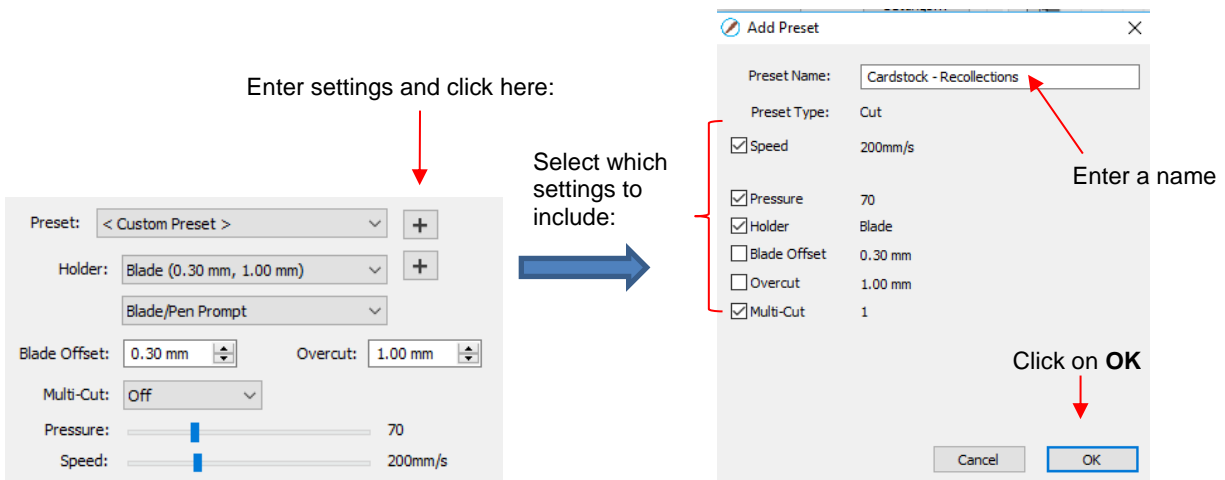 Enter settings and click here:
Preset: < Custom Preset > +
Holder: Blade (0.30 mm, 1.00 mm) +
Blade/Pen Prompt
Blade Offset: 0.30 mm Overcut: 1.00 mm
Multi-Cut: Off
Pressure: 70
Speed: 200mm/s
Select which
settings to
include:
Add Preset
Preset Name: Cardstock - Recollections
Preset Type: Cut
Speed 200mm/s
Enter a name
Pressure 70
Holder Blade
Blade Offset 0.30 mm
Overcut 1.00 mm
Multi-Cut 1
Click on OK
Cancel OK